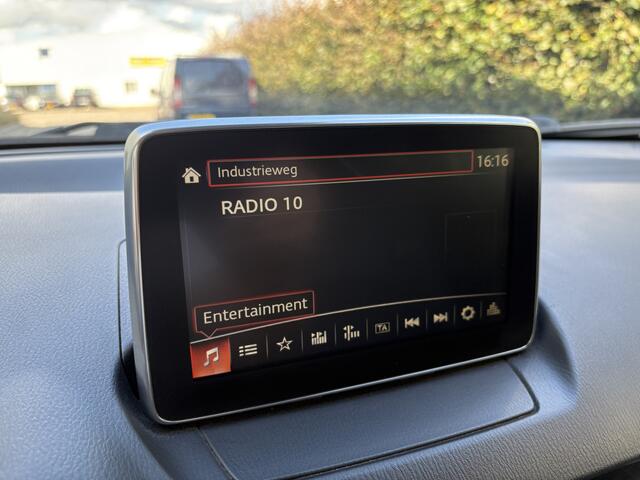 Industrieweg
16:16
RADIO 10
Entertainment
TA